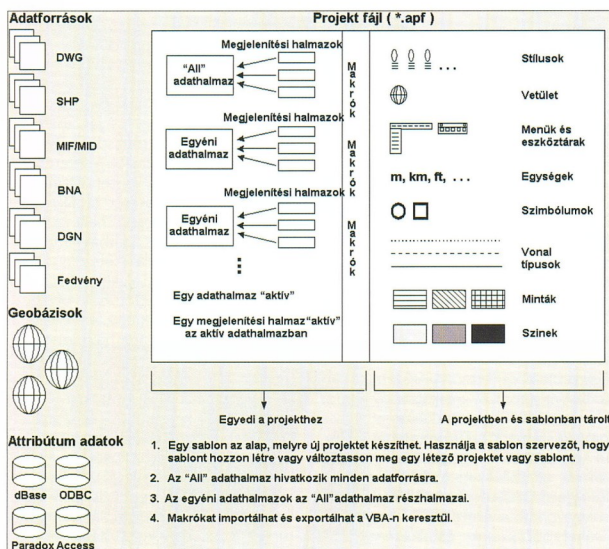 Adatforrások
DWG
SHP
MIF/MID
BNA
DGN
Fedvény
Geobázisok
Attribútum adatok
dBase ODBC
Paradox Access
Projekt fájl ( *.apf )
Megjelenítési halmazok
"All"
adathalmaz
Megjelenítési halmazok
Egyéni
adathalmaz
Megjelenítési halmazok
Egyéni
adathalmaz
Egy adathalmaz "aktív"
Egy megjelenítési halmaz"aktív"
az aktív adathalmazban
Makrók
Makrók
Makrók
. . . Stílusok
Vetület
Menük és
eszköztárak
m, km, ft, . . . Egységek
Szimbólumok
Vonal
típusok
Minták
Szinek
Egyedi a projekthez
A projektben és sablonban tárolt
1. Egy sablon az alap, melyre új projektet készíthet. Használja a sablon szervezőt, hogy
sablont hozzon létre vagy változtasson meg egy létező projektet vagy sablont.
2. Az "All" adathalmaz hivatkozik minden adatforrásra.
3. Az egyéni adathalmazok az "All"adathalmaz részhalmazai.
4. Makrókat importálhat és exportálhat a VBA-n keresztül.